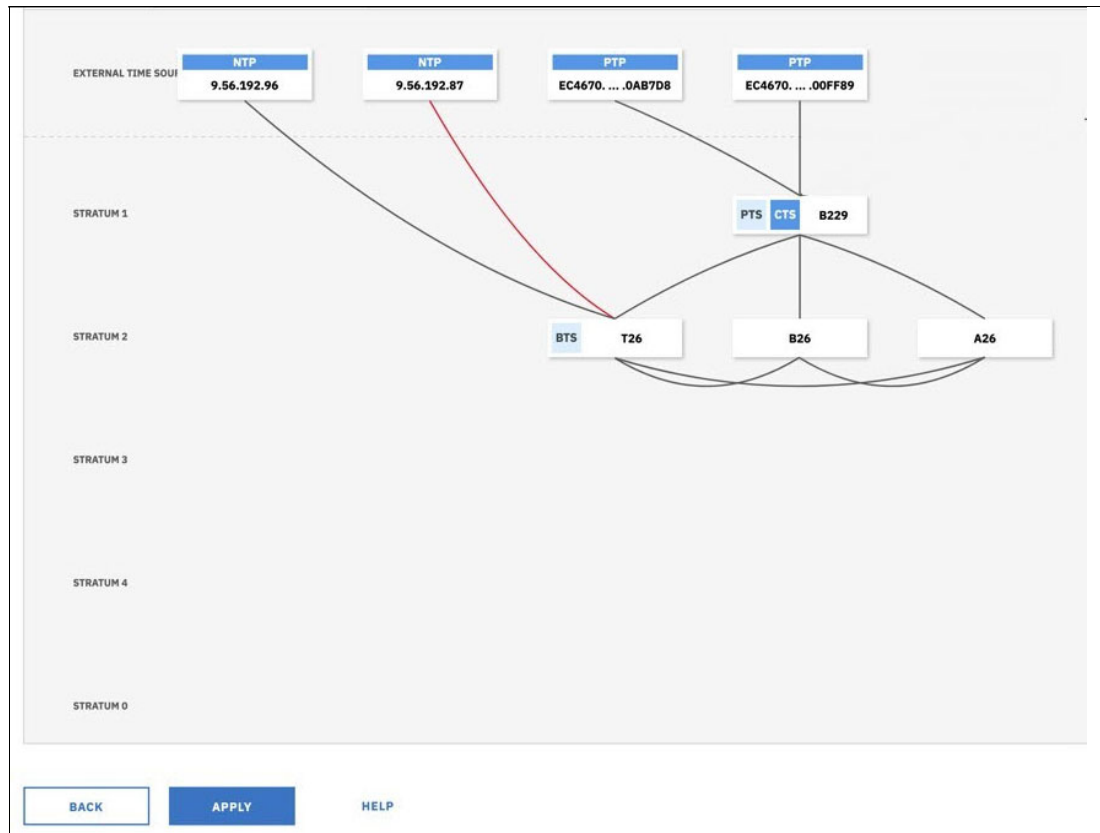 NTP NTP PTP PTP
EXTERNAL TIME SOUR 9.56.192.96 9.56.192.87 EC4670. ... .0AB7D8 EC4670. ... .00FF89
STRATUM 1 PTS CTS B229
STRATUM 2 BTS T26 B26 A26
STRATUM 3
STRATUM 4
STRATUM 0
BACK APPLY HELP